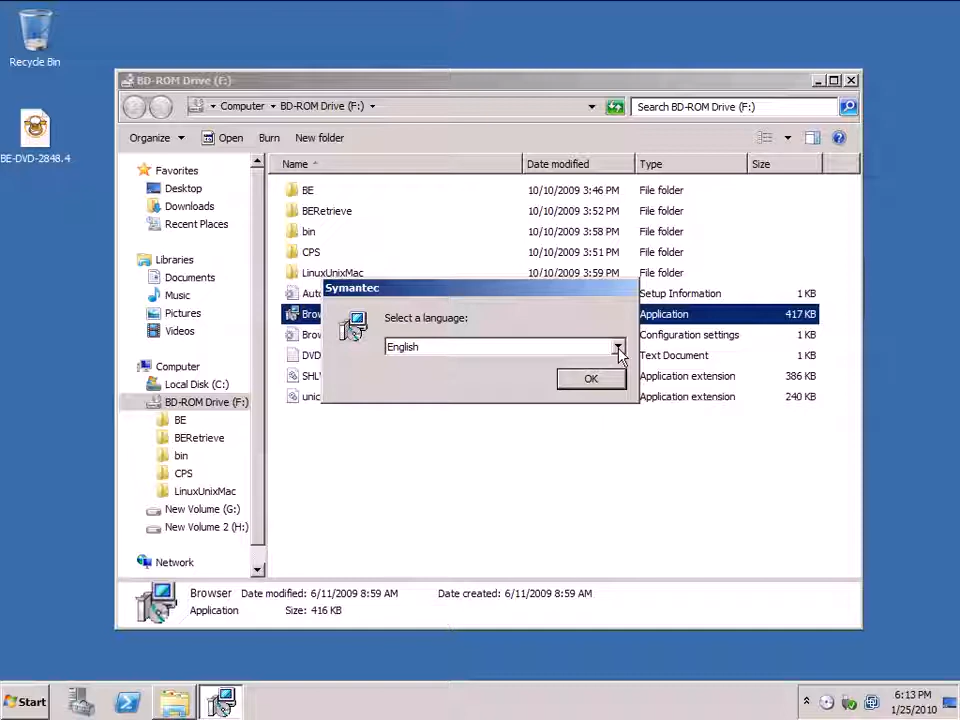 Recycle Bin
BE-DVD-2848.4
BD-ROM Drive (F:)
Computer BD-ROM Drive (F:)
Search BD-ROM Drive (F:)
Organize Open Burn New folder
Favorites
Desktop
Downloads
Recent Places
Libraries
Documents
Music
Pictures
Videos
Computer
Local Disk (C:)
BD-ROM Drive (F:)
BE
BERetrieve
bin
CPS
LinuxUnixMac
New Volume (G:)
New Volume 2 (H:)
Network
Name Date modified Type Size
BE 10/10/2009 3:46 PM File folder
BERetrieve 10/10/2009 3:52 PM File folder
bin 10/10/2009 3:58 PM File folder
CPS 10/10/2009 3:51 PM File folder
LinuxUnixMac 10/10/2009 3:59 PM File folder
Setup Information 1 KB
Application 417 KB
Configuration settings 1 KB
DVD Text Document 1 KB
Application extension 386 KB
unic Application extension 240 KB
Symantec
Select a language:
English
OK
Browser Date modified: 6/11/2009 8:59 AM Date created: 6/11/2009 8:59 AM
Application Size: 416 KB
Start
6:13 PM
1/25/2010